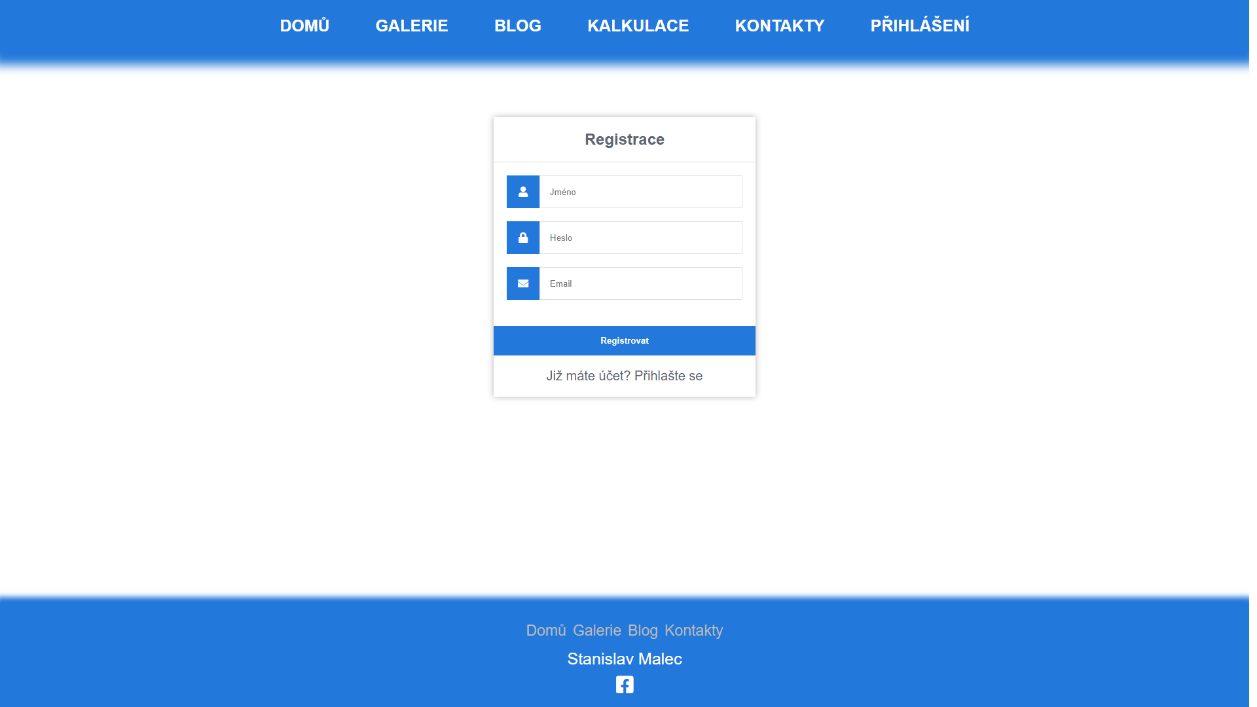 DOMŮ GALERIE BLOG KALKULACE KONTAKTY PŘIHLÁŠENÍ
Registrace
Jméno
Heslo
Email
Registrovat
Již máte účet? Přihlašte se
Domů Galerie Blog Kontakty
Stanislav Malec